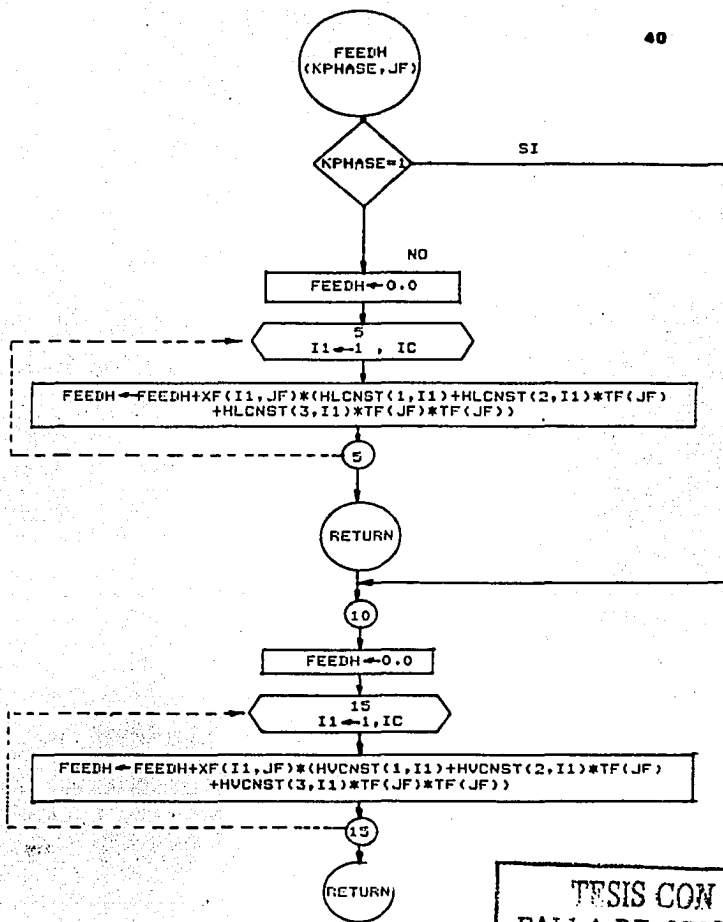 40
FEEDH
(KPHASE,JF)
KPHASE=1
SI
NO
FEEDH←0.0
5
I1←1 , IC
FEEDH←FEEDH+XF(I1,JF)*(HLCNST(1,I1)+HLCNST(2,I1)*TF(JF)
+HLCNST(3,I1)*TF(JF)*TF(JF))
5
RETURN
10
FEEDH←0.0
15
I1←1,IC
FEEDH←FEEDH+XF(I1,JF)*(HVCNST(1,I1)+HVCNST(2,I1)*TF(JF)
+HVCNST(3,I1)*TF(JF)*TF(JF))
15
RETURN
TESIS CON